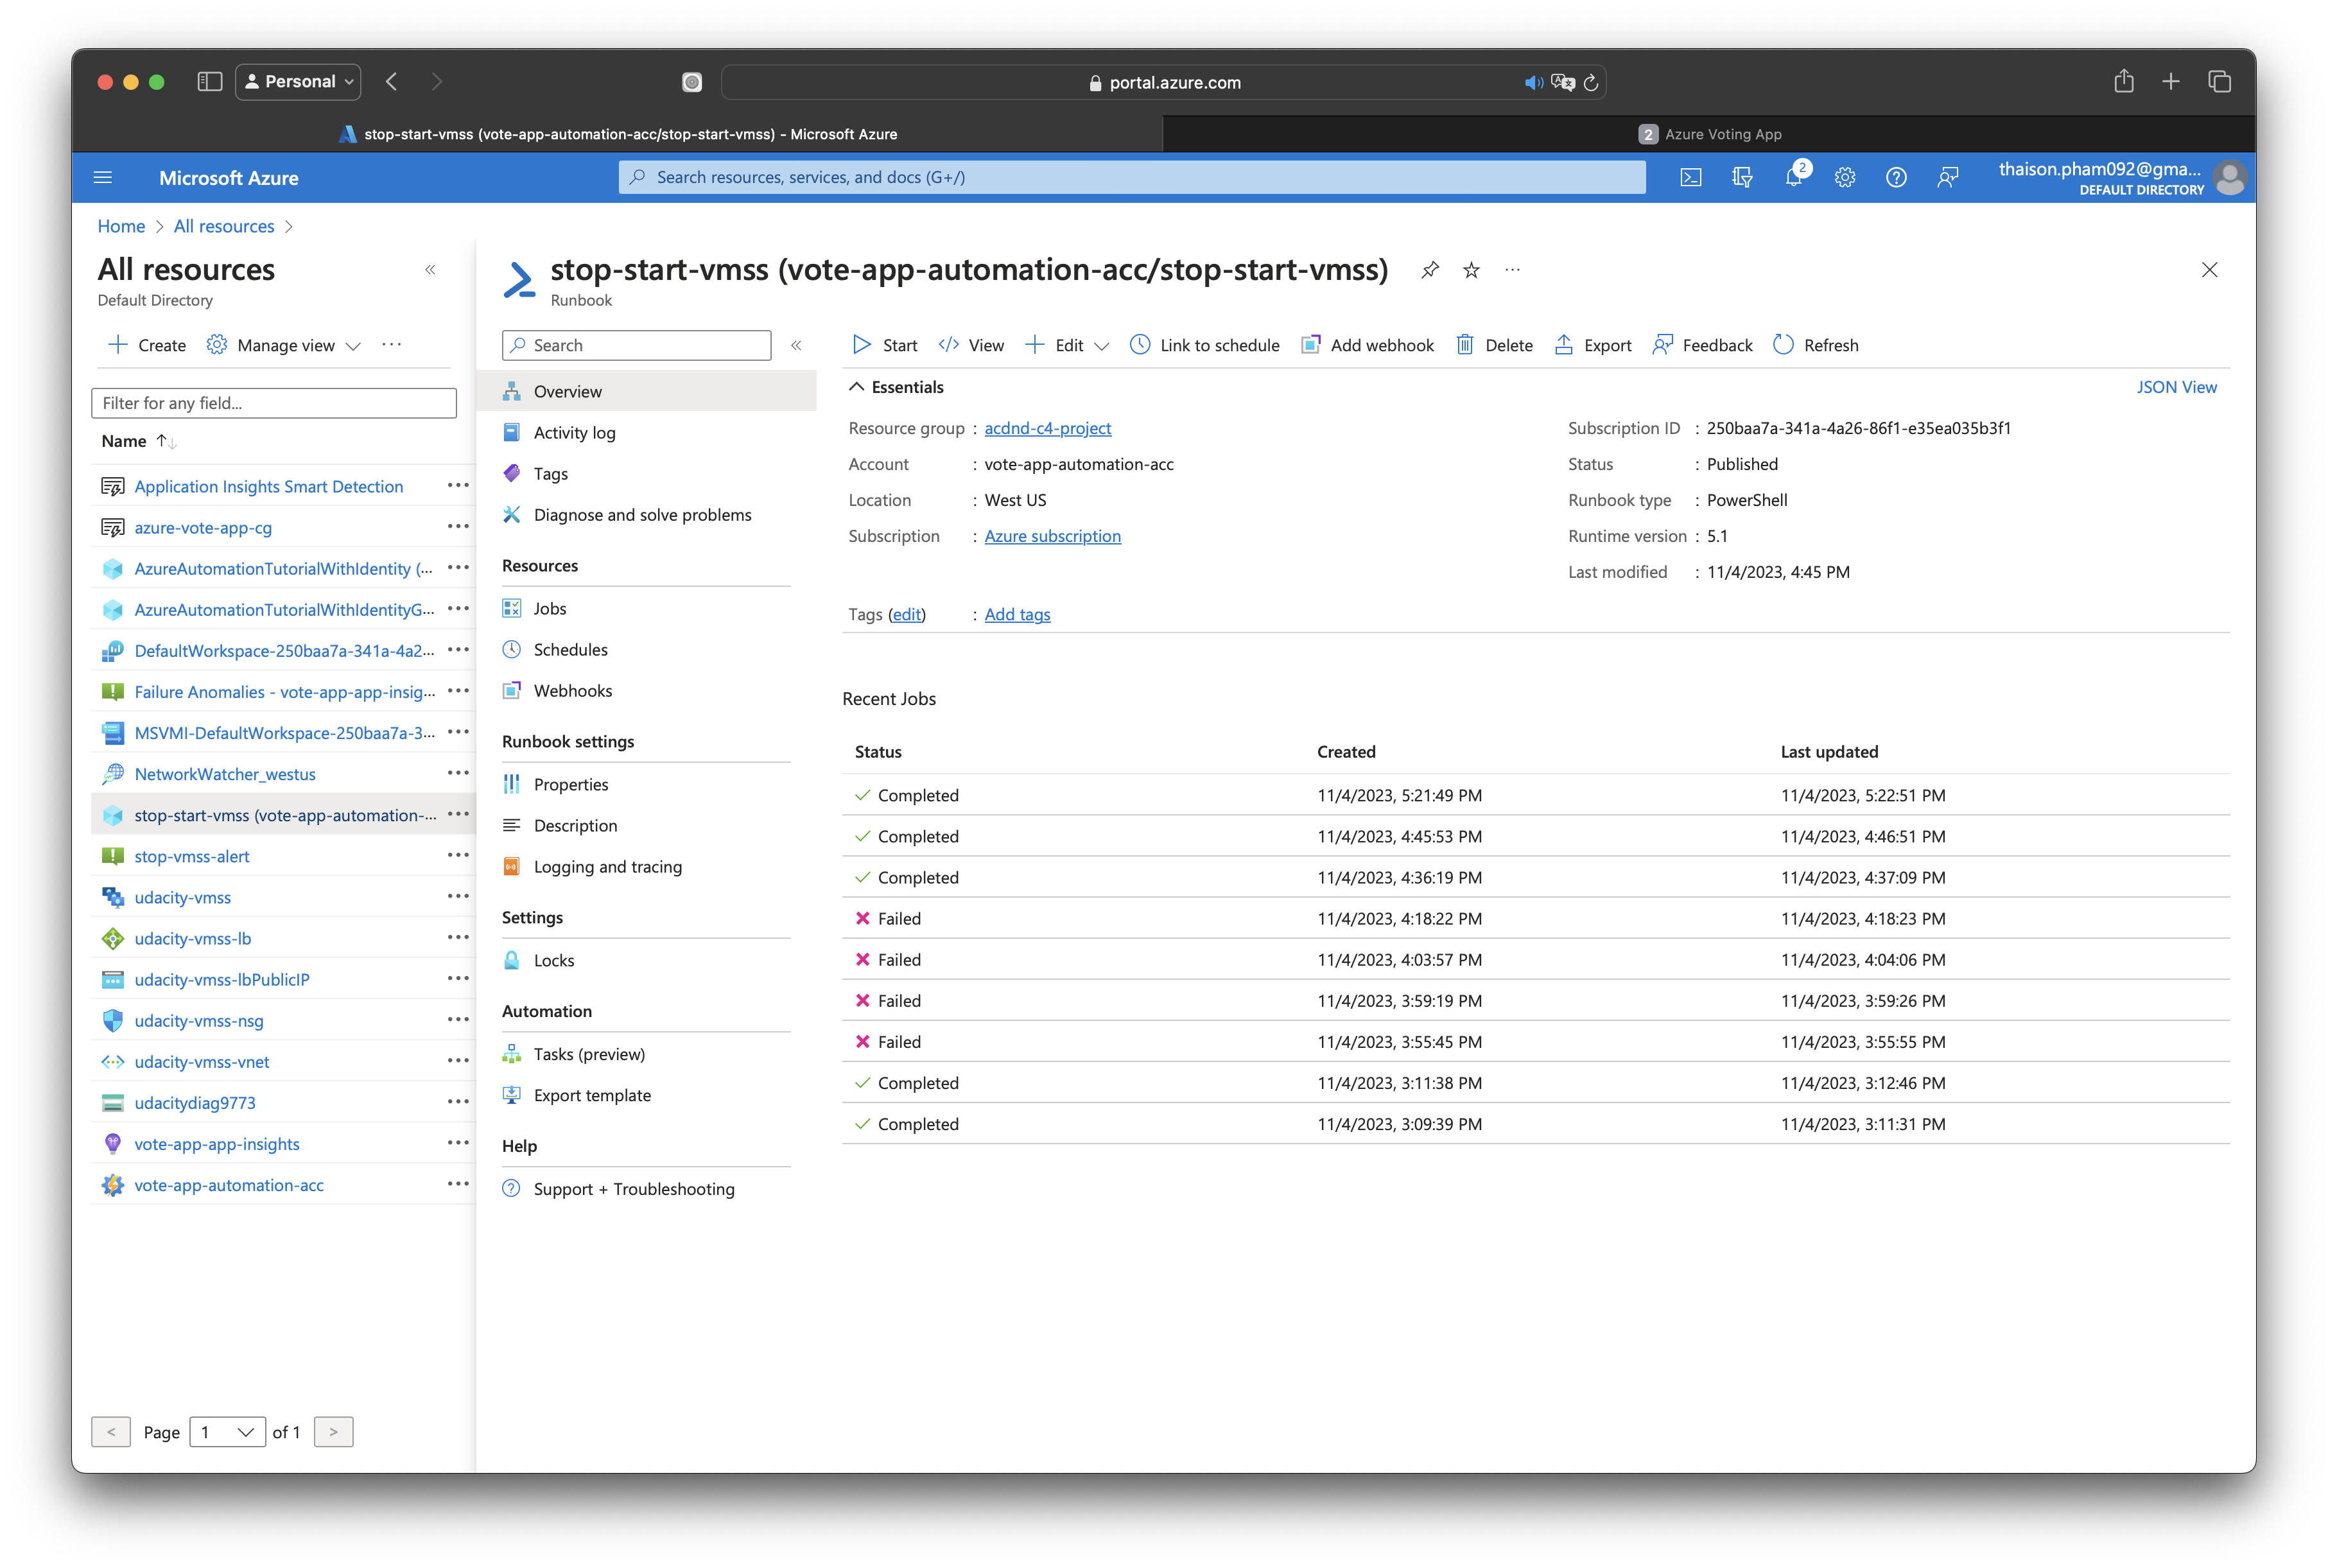 Personal
portal.azure.com
stop-start-vmss (vote-app-automation-acc/stop-start-vmss) - Microsoft Azure
2 Azure Voting App
Microsoft Azure
Search resources, services, and docs (G+/)
2
thaison.pham092@gma...
DEFAULT DIRECTORY
Home > All resources >
All resources
Default Directory
Create Manage view ...
Filter for any field...
Name
Application Insights Smart Detection
azure-vote-app-cg
AzureAutomationTutorialWithIdentity (...
AzureAutomationTutorialWithIdentityG...
DefaultWorkspace-250baa7a-341a-4a2...
Failure Anomalies - vote-app-app-insig...
MSVMI-DefaultWorkspace-250baa7a-3...
NetworkWatcher_westus
stop-start-vmss (vote-app-automation-...
stop-vmss-alert
udacity-vmss
udacity-vmss-lb
udacity-vmss-lbPublicIP
udacity-vmss-nsg
udacity-vmss-vnet
udacitydiag9773
vote-app-app-insights
vote-app-automation-acc
< Page 1 of 1 >
stop-start-vmss (vote-app-automation-acc/stop-start-vmss) ...
Runbook
Search
Overview
Activity log
Tags
Diagnose and solve problems
Resources
Jobs
Schedules
Webhooks
Runbook settings
Properties
Description
Logging and tracing
Settings
Locks
Automation
Tasks (preview)
Export template
Help
Support + Troubleshooting
Start View Edit Link to schedule Add webhook Delete Export Feedback Refresh
Essentials JSON View
Resource group : acdnd-c4-project
Account : vote-app-automation-acc
Location : West US
Subscription : Azure subscription
Subscription ID : 250baa7a-341a-4a26-86f1-e35ea035b3f1
Status : Published
Runbook type : PowerShell
Runtime version : 5.1
Last modified : 11/4/2023, 4:45 PM
Tags (edit) : Add tags
Recent Jobs
Status Created Last updated
Completed 11/4/2023, 5:21:49 PM 11/4/2023, 5:22:51 PM
Completed 11/4/2023, 4:45:53 PM 11/4/2023, 4:46:51 PM
Completed 11/4/2023, 4:36:19 PM 11/4/2023, 4:37:09 PM
Failed 11/4/2023, 4:18:22 PM 11/4/2023, 4:18:23 PM
Failed 11/4/2023, 4:03:57 PM 11/4/2023, 4:04:06 PM
Failed 11/4/2023, 3:59:19 PM 11/4/2023, 3:59:26 PM
Failed 11/4/2023, 3:55:45 PM 11/4/2023, 3:55:55 PM
Completed 11/4/2023, 3:11:38 PM 11/4/2023, 3:12:46 PM
Completed 11/4/2023, 3:09:39 PM 11/4/2023, 3:11:31 PM